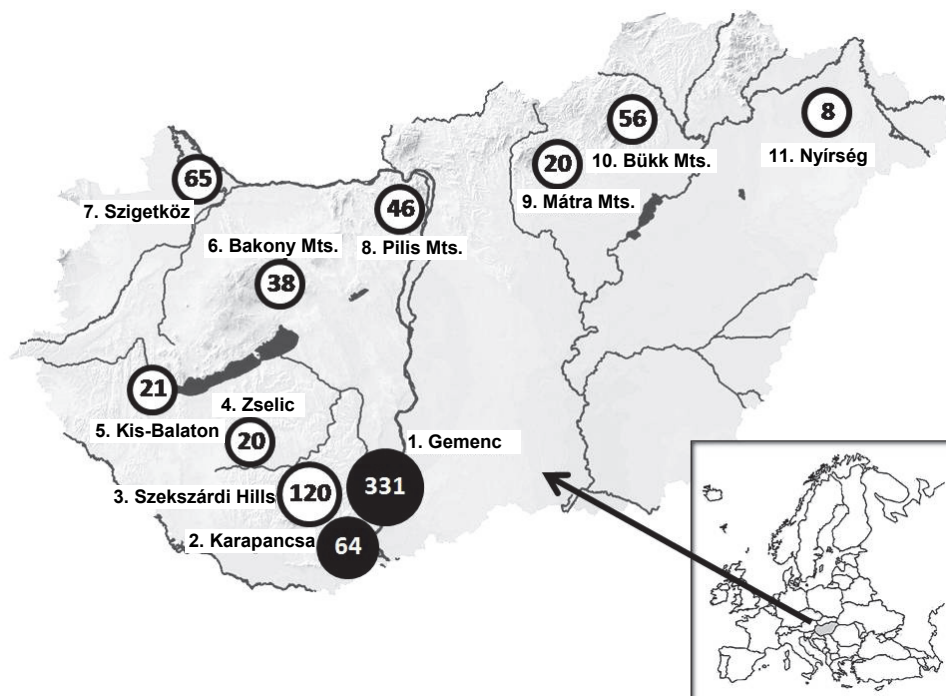 56
8
10. Bükk Mts.
11. Nyírség
20
9. Mátra Mts.
65
7. Szigetköz
46
8. Pilis Mts.
6. Bakony Mts.
38
21
5. Kis-Balaton
4. Zselic
20
1. Gemenc
331
3. Szekszárdi Hills
120
2. Karapancsa
64